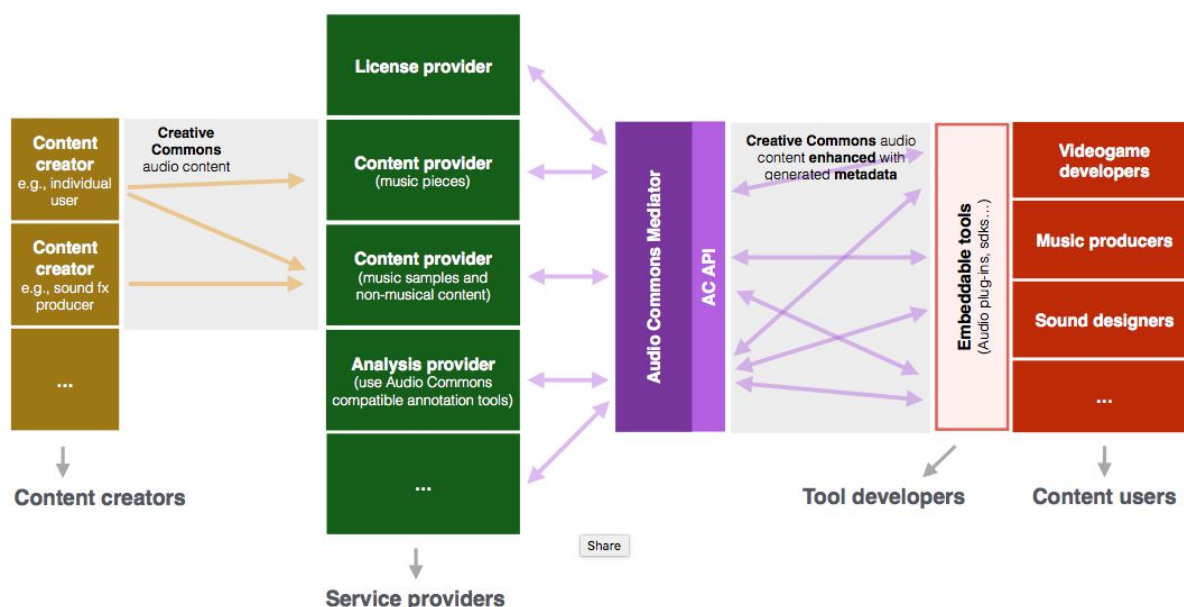 License provider
Content creator
e.g., individual
user
Creative
Commons
audio content
Content provider
(music pieces)
Content
creator
e.g., sound fx
producer
...
Content provider
(music samples and
non-musical content)
Analysis provider
(use Audio Commons
compatible annotation tools)
...
Audio Commons Mediator
AC API
Creative Commons audio
content enhanced with
generated metadata
Embeddable tools
(Audio plug-ins, sdks...)
Videogame
developers
Music producers
Sound designers
...
Content creators
Service providers
Share
Tool developers
Content users